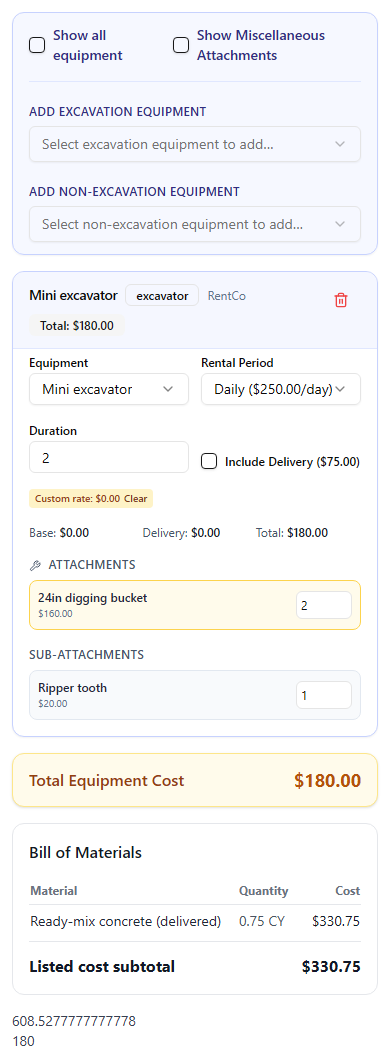 Show all equipment
Show Miscellaneous Attachments
ADD EXCAVATION EQUIPMENT
Select excavation equipment to add...
ADD NON-EXCAVATION EQUIPMENT
Select non-excavation equipment to add...
Mini excavator excavator RentCo
Total: $180.00
Equipment Rental Period
Mini excavator Daily ($250.00/day)
Duration
2 Include Delivery ($75.00)
Custom rate: $0.00 Clear
Base: $0.00 Delivery: $0.00 Total: $180.00
ATTACHMENTS
24in digging bucket
$160.00
2
SUB-ATTACHMENTS
Ripper tooth
$20.00
1
Total Equipment Cost $180.00
Bill of Materials
Material Quantity Cost
Ready-mix concrete (delivered) 0.75 CY $330.75
Listed cost subtotal $330.75
608.5277777777778
180